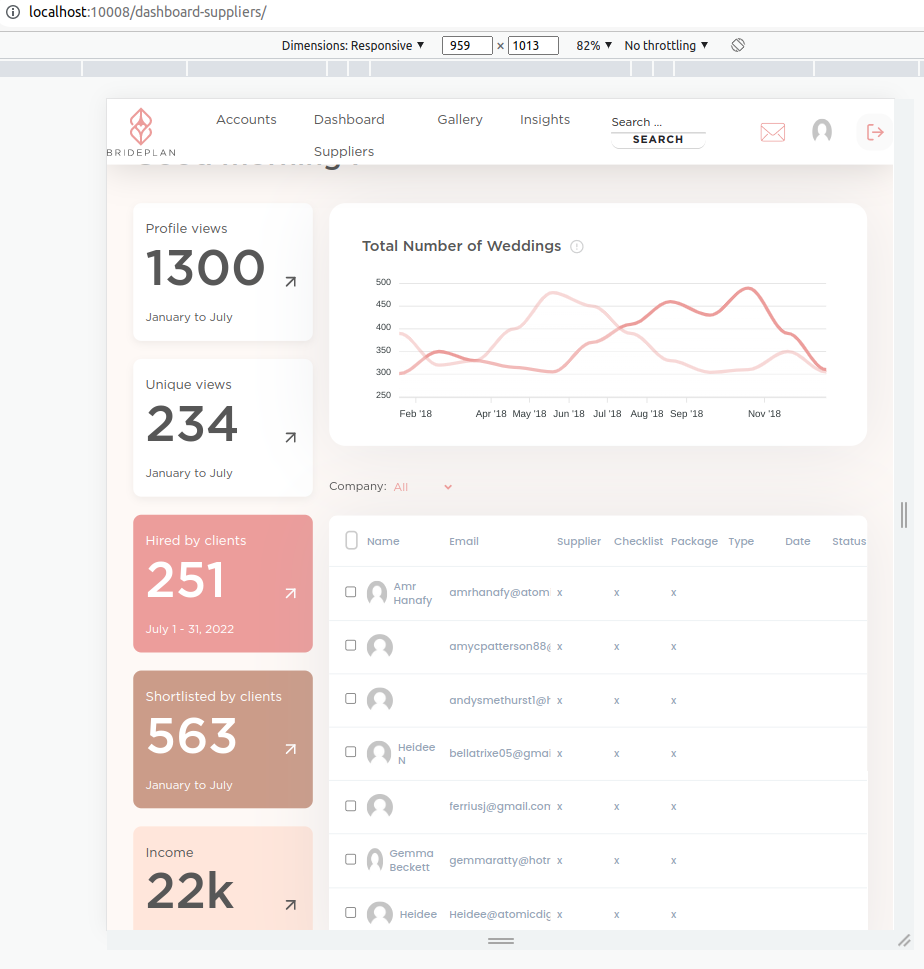 localhost:10008/dashboard-suppliers/
Dimensions: Responsive 959 × 1013 82% No throttling
BRIDEPLAN
Accounts Dashboard Gallery Insights
Suppliers
Search ...
SEARCH
Profile views
1300
January to July
Unique views
234
January to July
Hired by clients
251
July 1 - 31, 2022
Shortlisted by clients
563
January to July
Income
22k
Total Number of Weddings
500
450
400
350
300
250
Feb '18 Apr '18 May '18 Jun '18 Jul '18 Aug '18 Sep '18 Nov '18
Company: All
Name Email Supplier Checklist Package Type Date Status
Amr Hanafy amrhanafy@atom x x x
amycpatterson88@ x x x
andysmethurst1@h x x x
Heidee N bellatrixe05@gmai x x x
ferriusj@gmail.con x x x
Gemma Beckett gemmaratty@hotr x x x
Heidee Heidee@atomicdig x x x